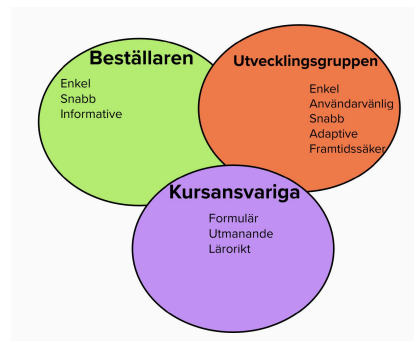 Beställaren
Enkel
Snabb
Informative
Utvecklingsgruppen
Enkel
Användarvänlig
Snabb
Adaptive
Framtidssäker
Kursansvariga
Formulär
Utmanande
Lärorikt